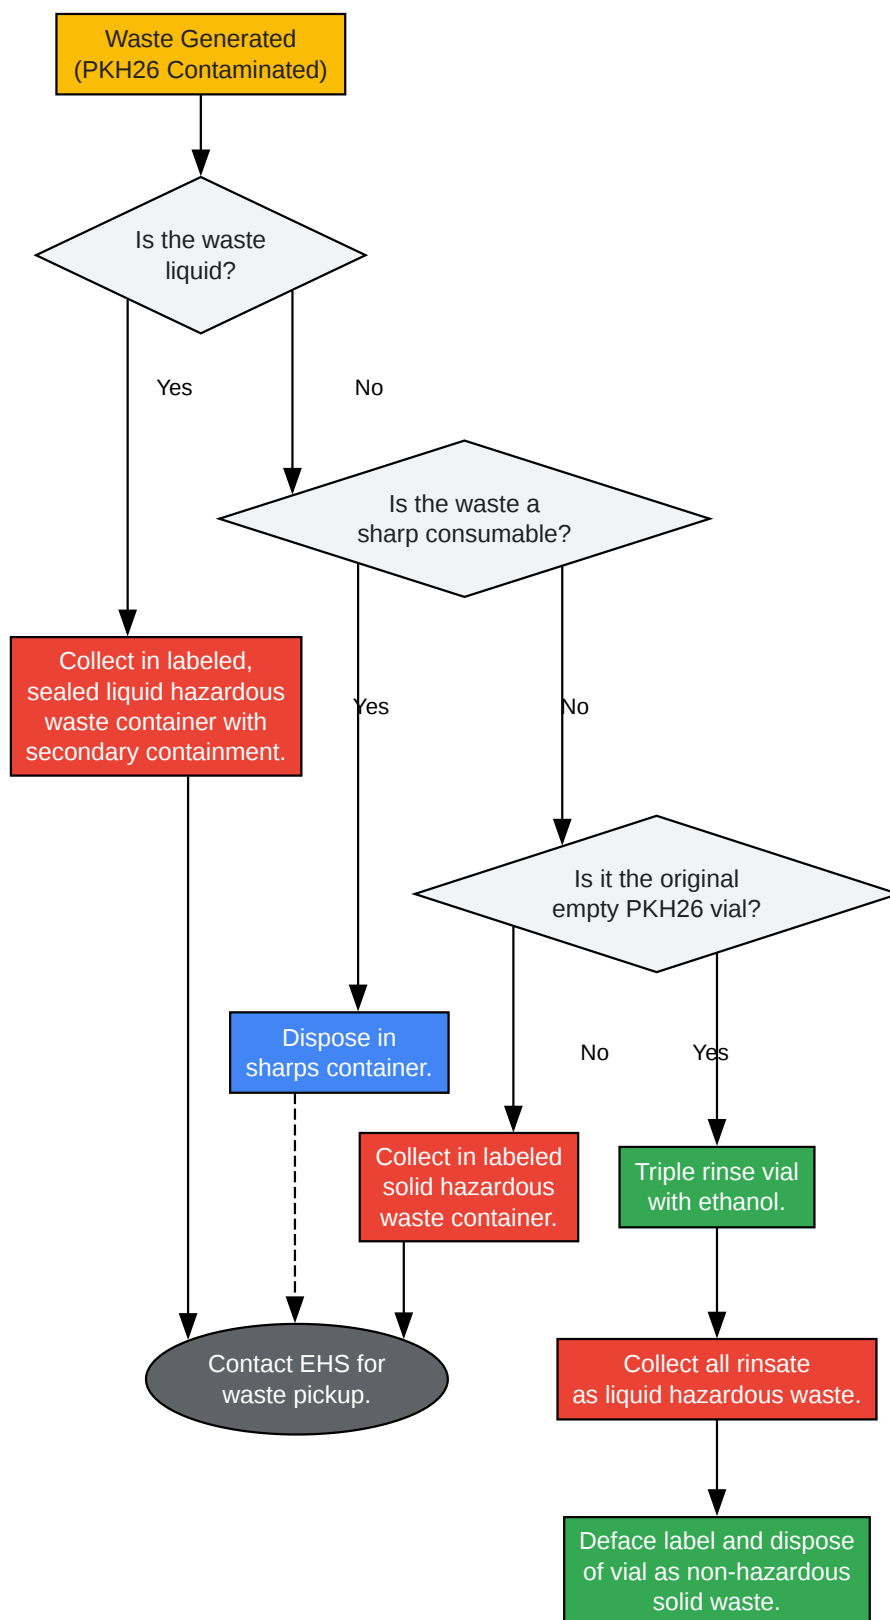 Waste Generated
(PKH26 Contaminated)
Is the waste
liquid?
Yes
No
Is the waste a
sharp consumable?
Collect in labeled,
sealed liquid hazardous
waste container with
secondary containment.
Yes
No
Is it the original
empty PKH26 vial?
Dispose in
sharps container.
No
Yes
Collect in labeled
solid hazardous
waste container.
Triple rinse vial
with ethanol.
Contact EHS for
waste pickup.
Collect all rinsate
as liquid hazardous waste.
Deface label and dispose
of vial as non-hazardous
solid waste.